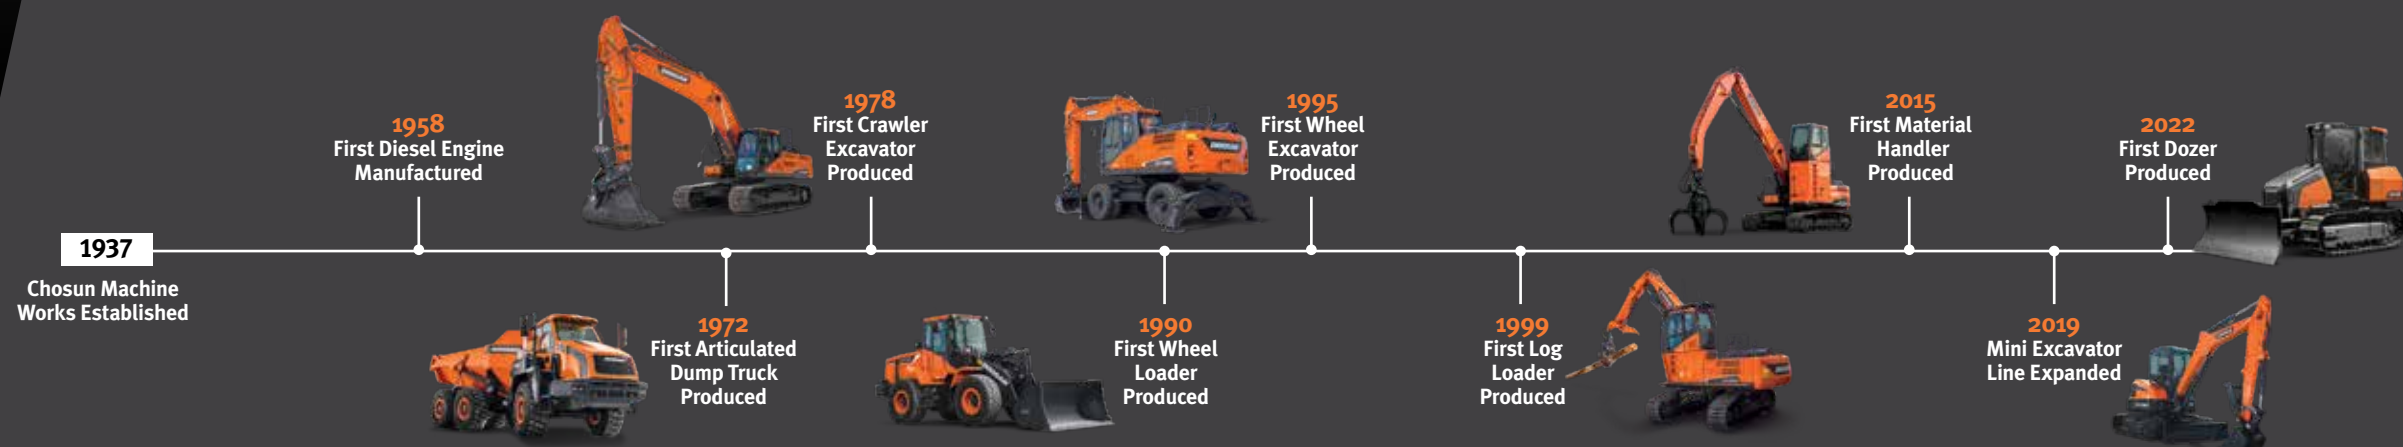 1937
Chosun Machine
Works Established
1958
First Diesel Engine
Manufactured
1972
First Articulated
Dump Truck
Produced
1978
First Crawler
Excavator
Produced
1990
First Wheel
Loader
Produced
1995
First Wheel
Excavator
Produced
1999
First Log
Loader
Produced
2015
First Material
Handler
Produced
2019
Mini Excavator
Line Expanded
2022
First Dozer
Produced